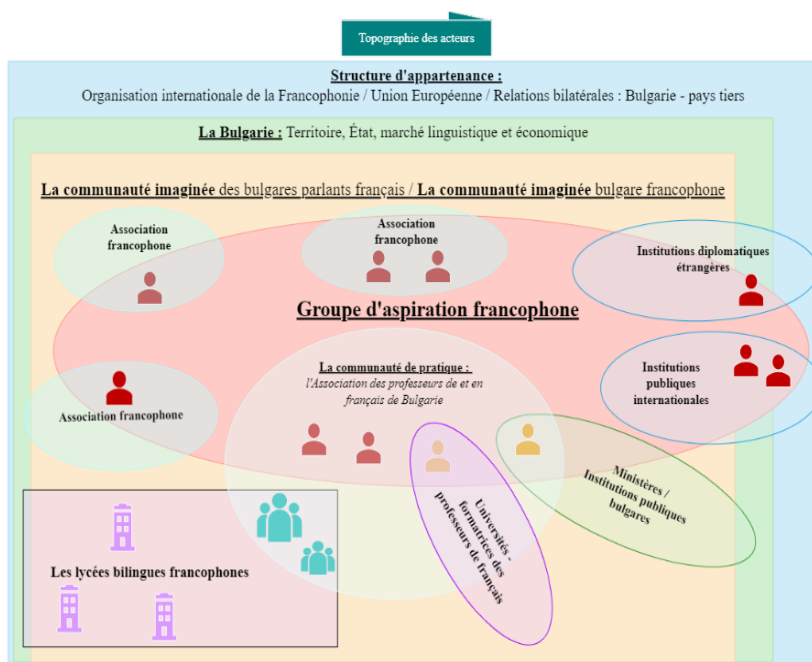 Topographie des acteurs
Structure d'appartenance :
Organisation internationale de la Francophonie / Union Européenne / Relations bilatérales : Bulgarie - pays tiers
La Bulgarie : Territoire, État, marché linguistique et économique
La communauté imaginée des bulgares parlants français / La communauté imaginée bulgare francophone
Association
francophone
Association
francophone
Institutions diplomatiques
étrangères
Groupe d'aspiration francophone
La communauté de pratique :
l'Association des professeurs de et en
français de Bulgarie
Institutions
publiques
internationales
Association francophone
Ministères /
Institutions publiques
bulgares
Universités -
formatrices des
professeurs de français
Les lycées bilingues francophones